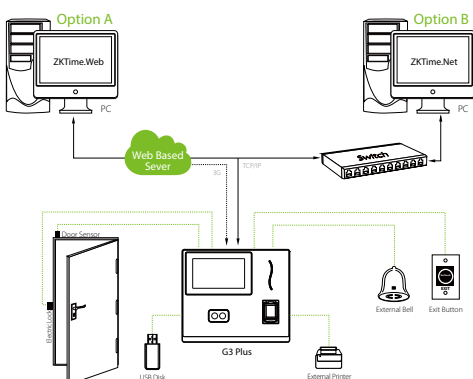 Option A
Option B
ZKTime.Web
ZKTime.Net
PC
PC
Web Based
Sever
3G
TCP/IP
Switch
Door Sensor
Electric Lock
External Bell
EXIT
Exit Button
G3 Plus
USB Disk
External Printer